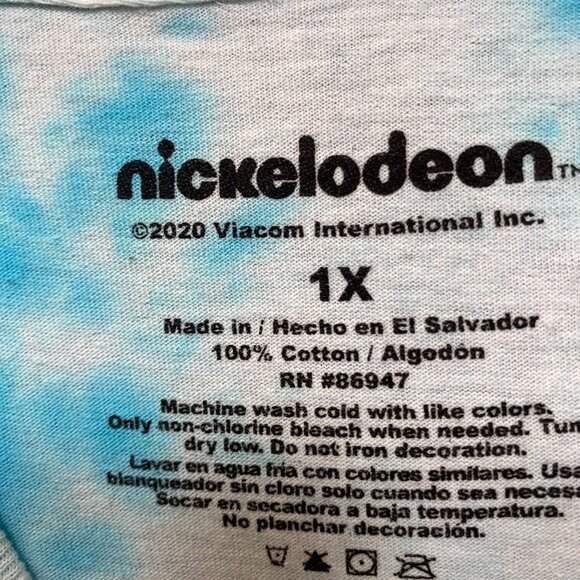 nickelodeon™
©2020 Viacom International Inc.
1X
Made in / Hecho en El Salvador
100% Cotton / Algodón
RN #86947
Machine wash cold with like colors.
Only non-chlorine bleach when needed. Tum
dry low. Do not iron decoration.
Lavar en agua fria con colores similares. Usa
blanqueador sin cloro solo cuando sea necesa
Secar en secadora a baja temperatura.
No planchar decoración.